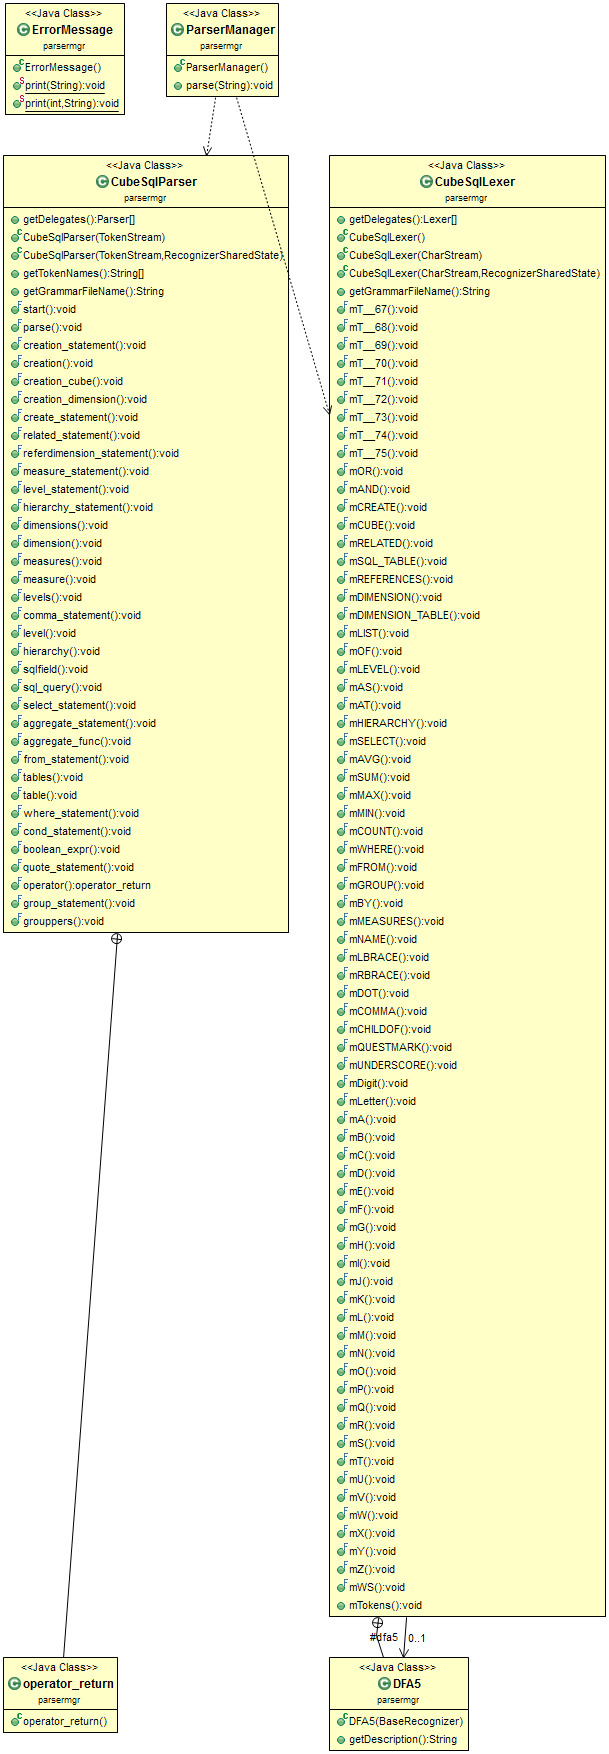 <<Java Class>>
ErrorMessage
parsermgr
ErrorMessage()
print(String):void
print(int,String):void
<<Java Class>>
ParserManager
parsermgr
ParserManager()
parse(String):void
<<Java Class>>
CubeSqlParser
parsermgr
getDelegates():Parser[]
CubeSqlParser(TokenStream)
CubeSqlParser(TokenStream,RecognizerSharedState)
getTokenNames():String[]
getGrammarFileName():String
start():void
parse():void
creation_statement():void
creation():void
creation_cube():void
creation_dimension():void
create_statement():void
related_statement():void
referdimension_statement():void
measure_statement():void
level_statement():void
hierarchy_statement():void
dimensions():void
dimension():void
measures():void
measure():void
levels():void
comma_statement():void
level():void
hierarchy():void
sqlfield():void
sql_query():void
select_statement():void
aggregate_statement():void
aggregate_func():void
from_statement():void
tables():void
table():void
where_statement():void
cond_statement():void
boolean_expr():void
quote_statement():void
operator():operator_return
group_statement():void
grouppers():void
<<Java Class>>
CubeSqlLexer
parsermgr
getDelegates():Lexer[]
CubeSqlLexer()
CubeSqlLexer(CharStream)
CubeSqlLexer(CharStream,RecognizerSharedState)
getGrammarFileName():String
mT__67():void
mT__68():void
mT__69():void
mT__70():void
mT__71():void
mT__72():void
mT__73():void
mT__74():void
mT__75():void
mOR():void
mAND():void
mCREATE():void
mCUBE():void
mRELATED():void
mSQL_TABLE():void
mREFERENCES():void
mDIMENSION():void
mDIMENSION_TABLE():void
mLIST():void
mOF():void
mLEVEL():void
mAS():void
mAT():void
mHIERARCHY():void
mSELECT():void
mAVG():void
mSUM():void
mMAX():void
mMIN():void
mCOUNT():void
mWHERE():void
mFROM():void
mGROUP():void
mBY():void
mMEASURES():void
mNAME():void
mLBRACE():void
mRBRACE():void
mDOT():void
mCOMMA():void
mCHILDOF():void
mQUESTMARK():void
mUNDERSCORE():void
mDigit():void
mLetter():void
mA():void
mB():void
mC():void
mD():void
mE():void
mF():void
mG():void
mH():void
mI():void
mJ():void
mK():void
mL():void
mM():void
mN():void
mO():void
mP():void
mQ():void
mR():void
mS():void
mT():void
mU():void
mV():void
mW():void
mX():void
mY():void
mZ():void
mWS():void
mTokens():void
#dfa5
0..1
<<Java Class>>
operator_return
parsermgr
operator_return()
<<Java Class>>
DFA5
parsermgr
DFA5(BaseRecognizer)
getDescription():String